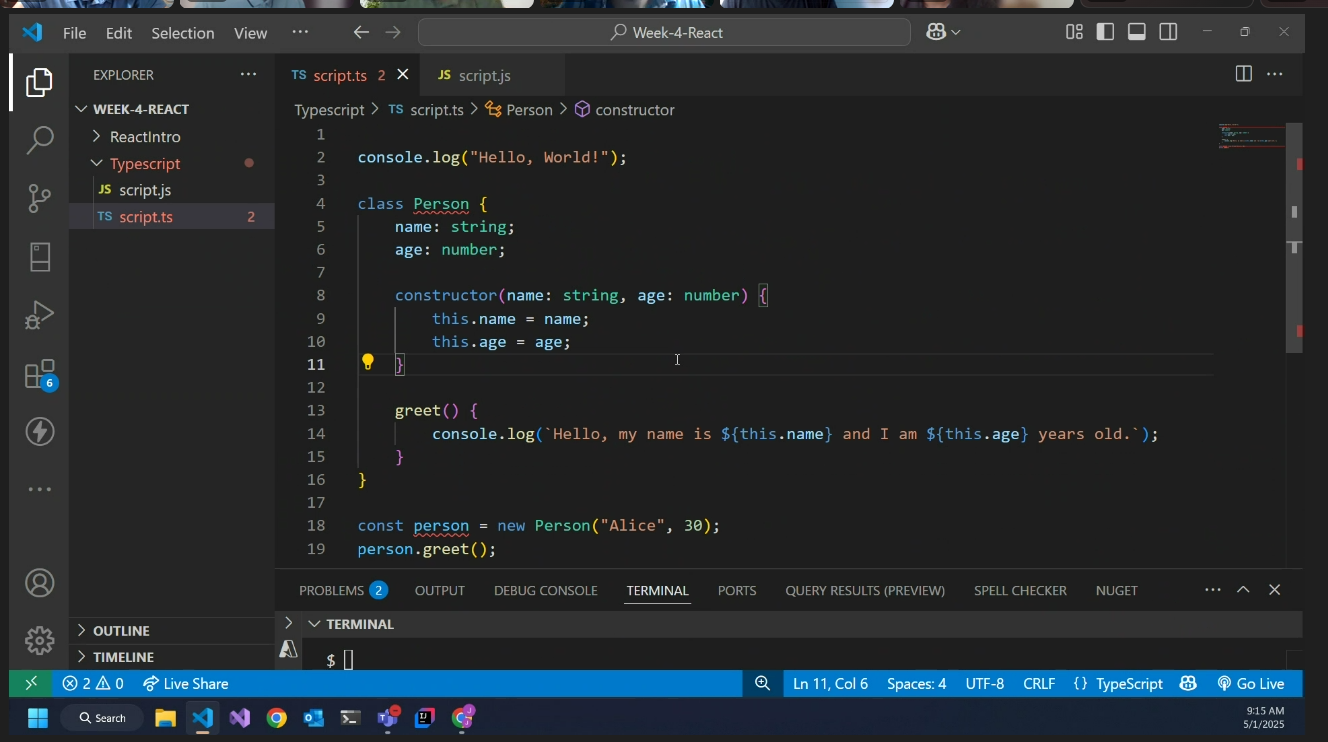 File Edit Selection View ··· Week-4-React
EXPLORER ···
WEEK-4-REACT
ReactIntro
Typescript
JS script.js
TS script.ts 2
OUTLINE
TIMELINE
TS script.ts 2 JS script.js ···
Typescript > TS script.ts > Person > constructor
1
2 console.log("Hello, World!");
3
4 class Person {
5 name: string;
6 age: number;
7
8 constructor(name: string, age: number) {
9 this.name = name;
10 this.age = age;
11 }
12
13 greet() {
14 console.log(`Hello, my name is ${this.name} and I am ${this.age} years old.`);
15 }
16 }
17
18 const person = new Person("Alice", 30);
19 person.greet();
6
PROBLEMS 2 OUTPUT DEBUG CONSOLE TERMINAL PORTS QUERY RESULTS (PREVIEW) SPELL CHECKER NUGET ···
TERMINAL
$
2 0 Live Share Ln 11, Col 6 Spaces: 4 UTF-8 CRLF {} TypeScript Go Live
Search
9:15 AM
5/1/2025